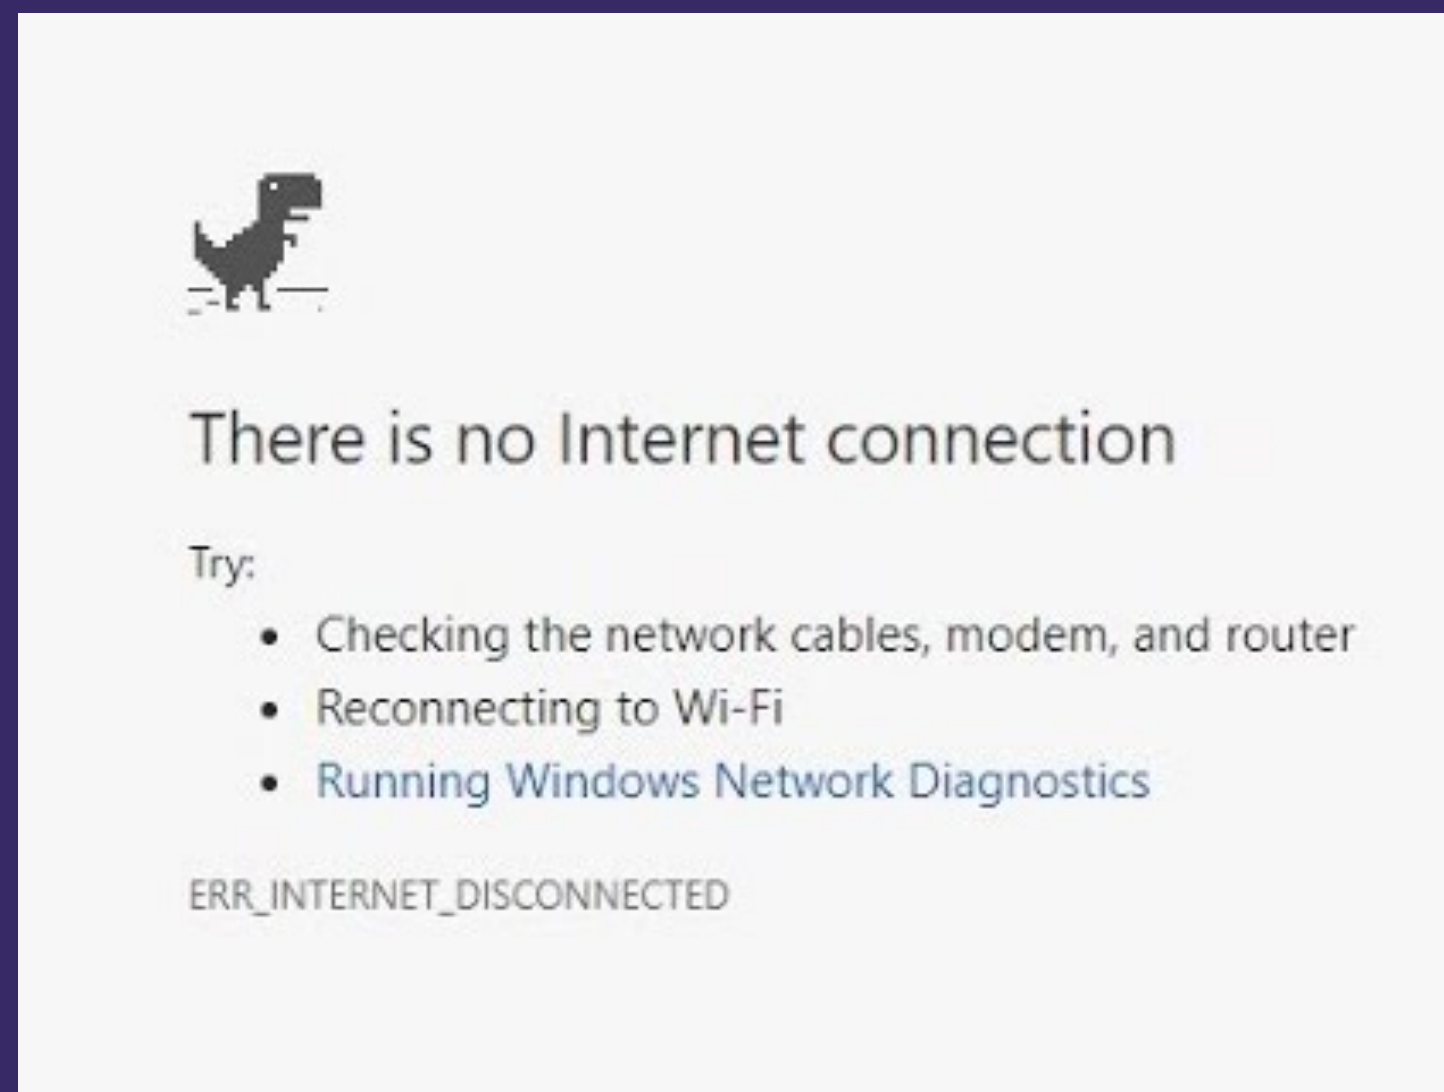 There is no Internet connection
Try:
Checking the network cables, modem, and router
Reconnecting to Wi-Fi
Running Windows Network Diagnostics
ERR_INTERNET_DISCONNECTED